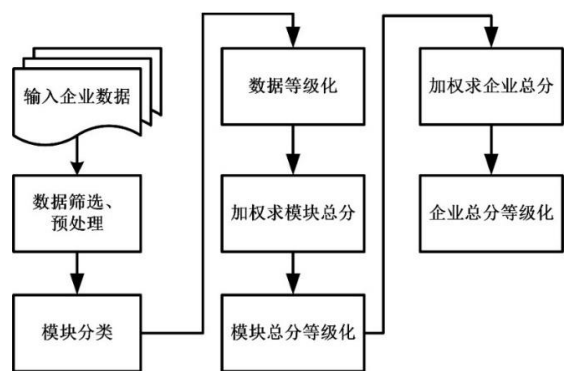 输入企业数据
数据筛选、
预处理
模块分类
数据等级化
加权求模块总分
模块总分等级化
加权求企业总分
企业总分等级化